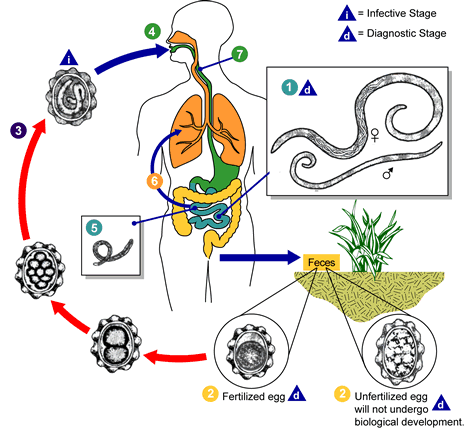 i = Infective Stage
d = Diagnostic Stage
4
7
i
1 d
♀
♂
3
6
5
Feces
2 Fertilized egg d
2 Unfertilized egg
will not undergo d
biological development.